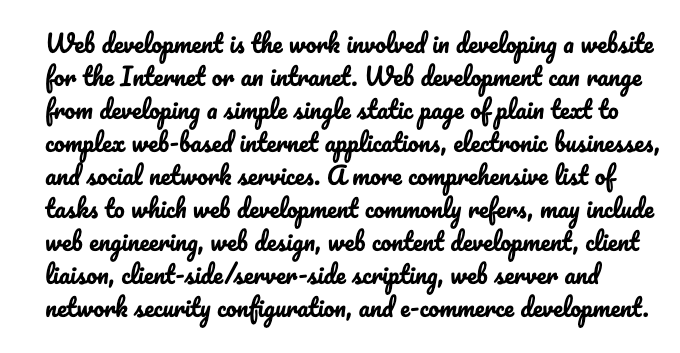 Web development is the work involved in developing a website
for the Internet or an intranet. Web development can range
from developing a simple single static page of plain text to
complex web-based internet applications, electronic businesses,
and social network services. A more comprehensive list of
tasks to which web development commonly refers, may include
web engineering, web design, web content development, client
liaison, client-side/server-side scripting, web server and
network security configuration, and e-commerce development.